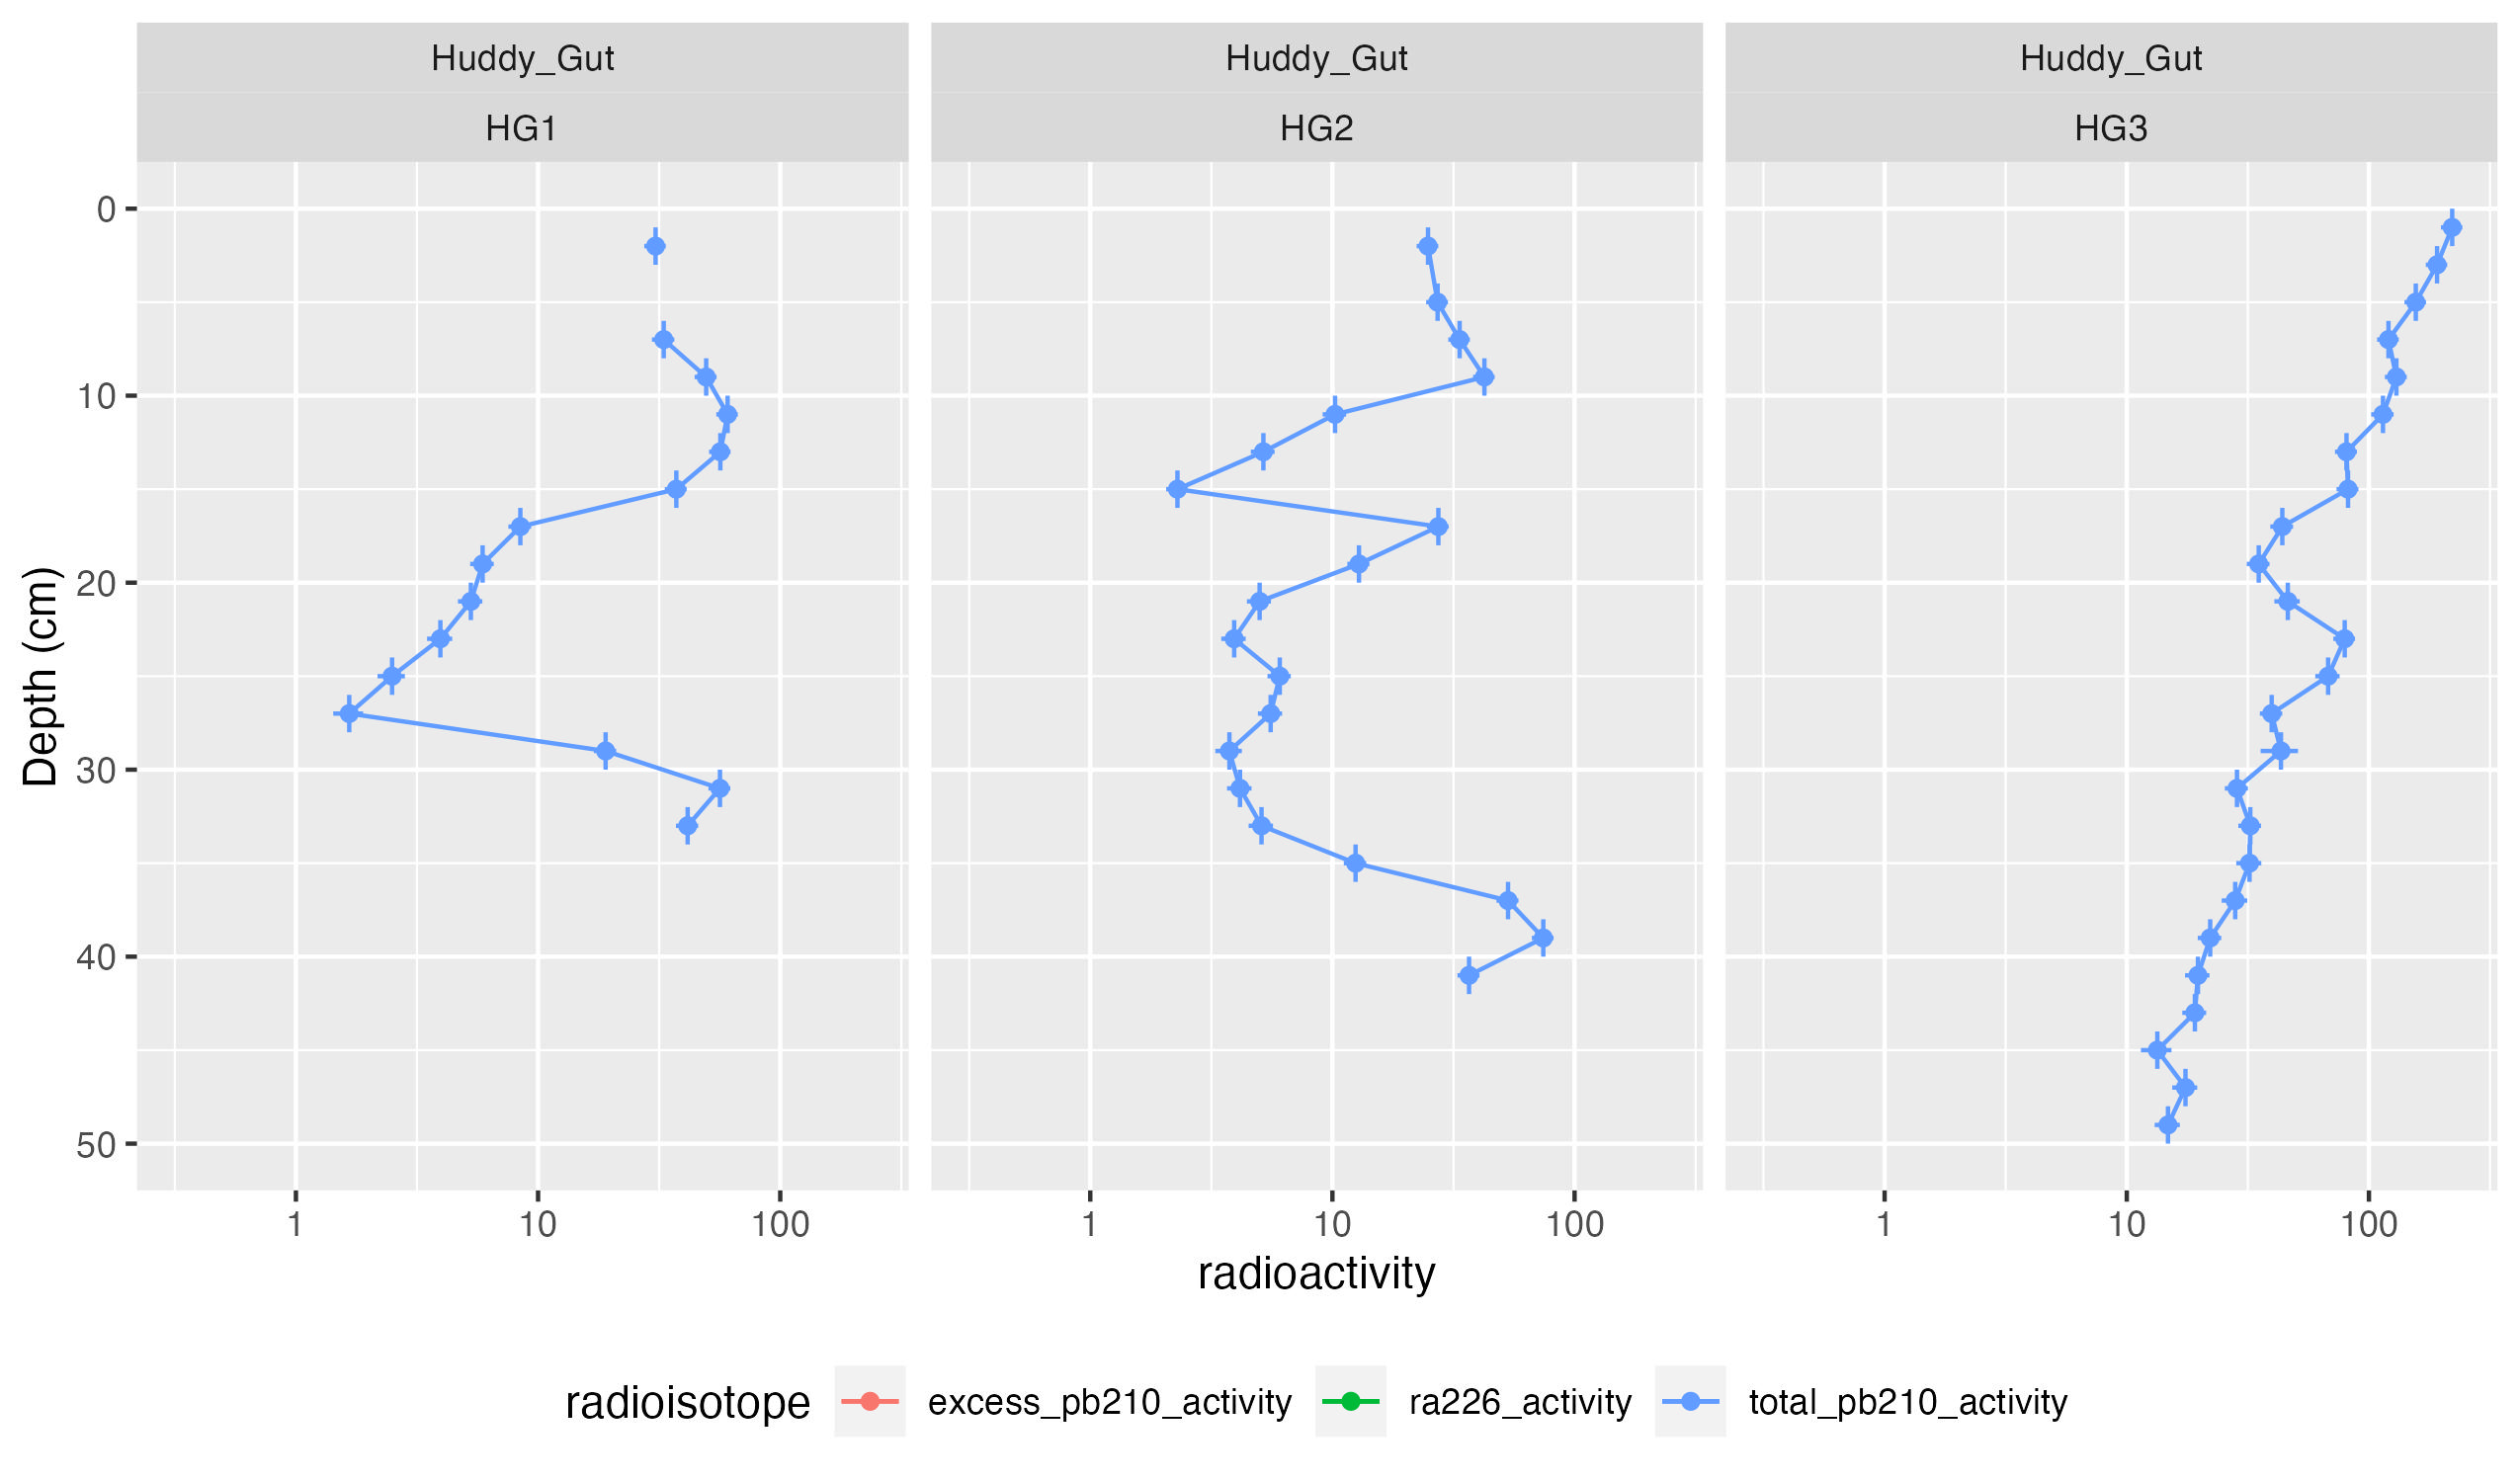 Huddy_Gut Huddy_Gut Huddy_Gut
HG1 HG2 HG3
Depth (cm)
0
10
20
30
40
50
1 10 100 1 10 100 1 10 100
radioactivity
radioisotope excess_pb210_activity ra226_activity total_pb210_activity